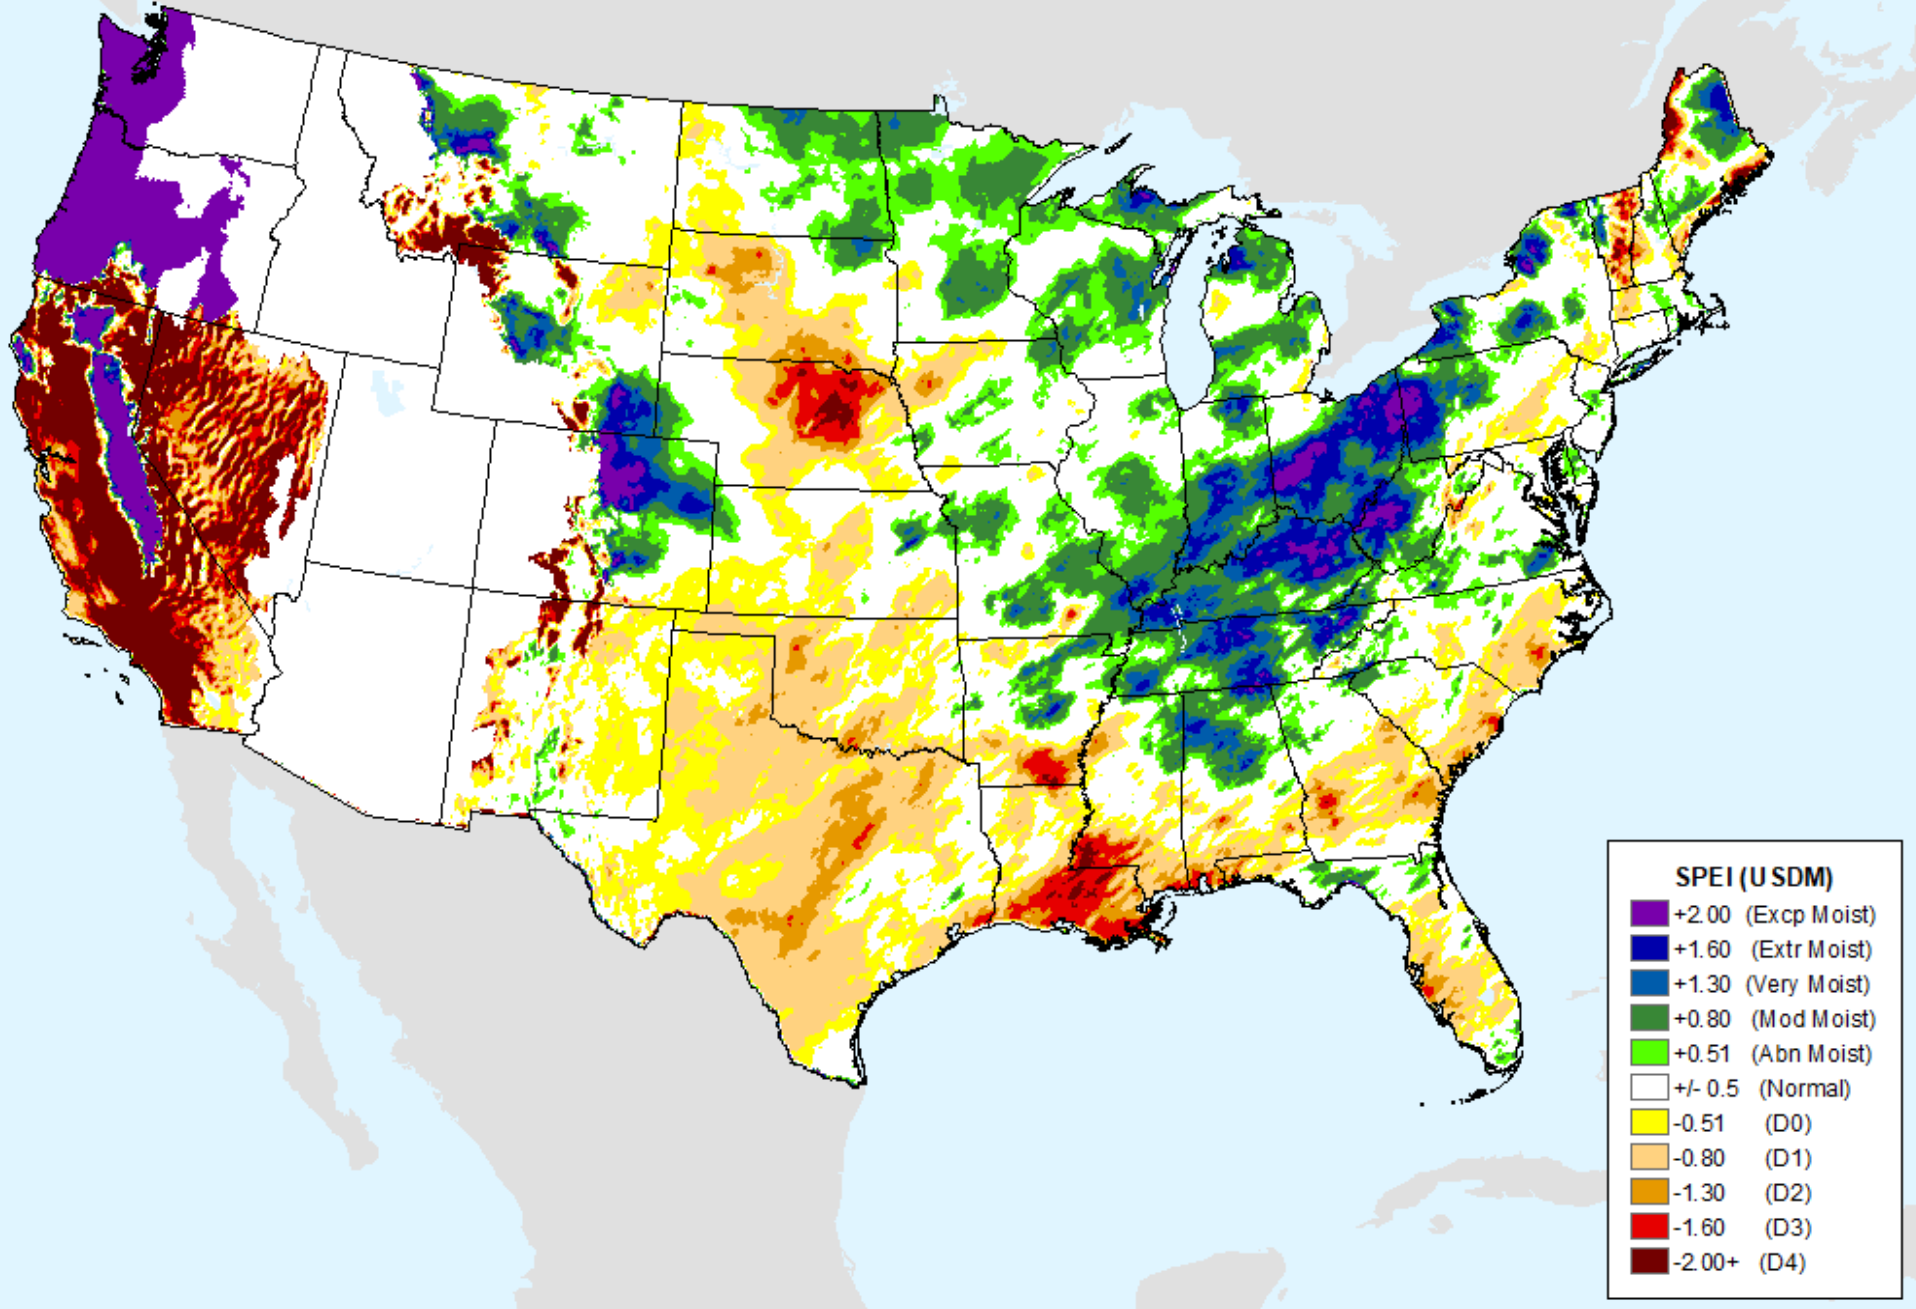 SPEI (USDM)
+2.00 (Excp Moist)
+1.60 (Extr Moist)
+1.30 (Very Moist)
+0.80 (Mod Moist)
+0.51 (Abn Moist)
+/- 0.5 (Normal)
-0.51 (D0)
-0.80 (D1)
-1.30 (D2)
-1.60 (D3)
-2.00+ (D4)